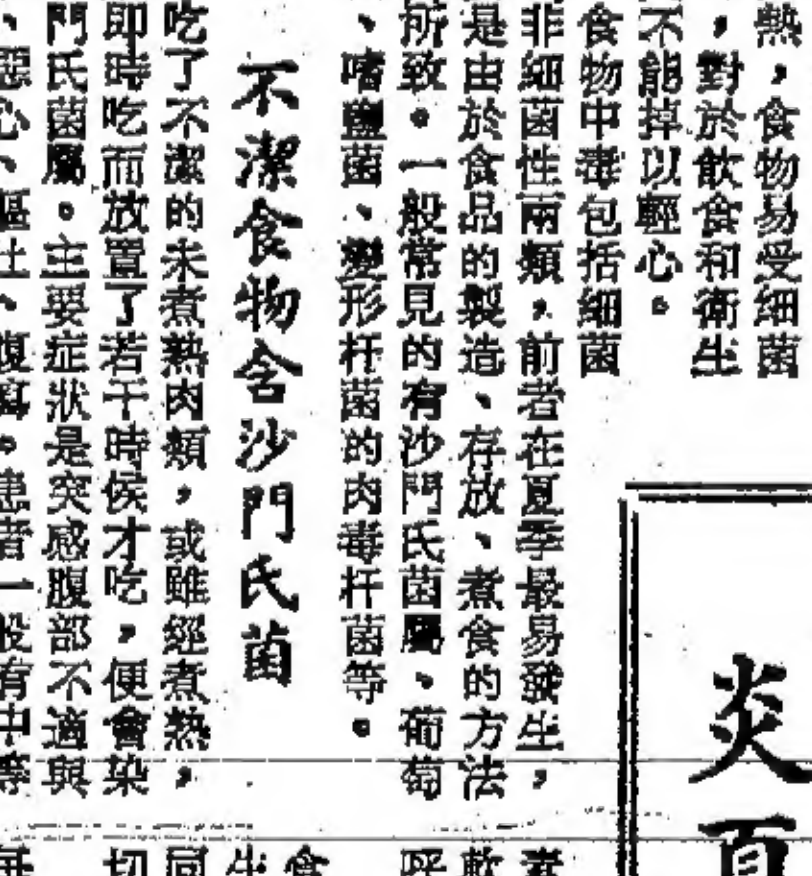 炎夏
熱，食物易受細菌
，對於飲食和衛生
不能掉以輕心。
食物中毒包括細菌
非細菌性兩類，前者在夏季最易發生，
是由於食品的製造、存放、煮食的方法
所致。一般常見的有沙門氏菌屬、葡萄
、嗜鹽菌、變形杆菌的肉毒杆菌等。
不潔食物含沙門氏菌
吃了不潔的未煮熟肉類，或雖經煮熟，
即時吃而放置了若干時候才吃，便會染
門氏菌屬。主要症狀是突感腹部不適與
、惡心、嘔吐、腹瀉。患者一般有中等
食
生
同
切